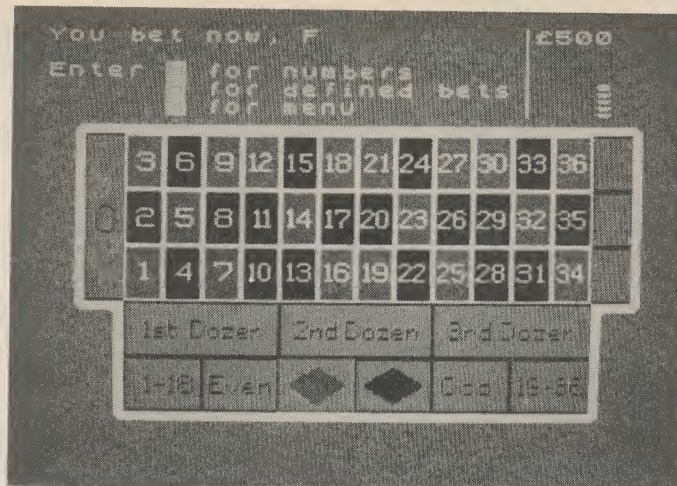 You bet now, F £500
Enter for numbers
for defined bets
for menu
3 6 9 12 15 18 21 24 27 30 33 36
0 2 5 8 11 14 17 20 23 26 29 32 35
1 4 7 10 13 16 19 22 25 28 31 34
1st Dozen 2nd Dozen 3rd Dozen
1-18 Even Odd 19-36